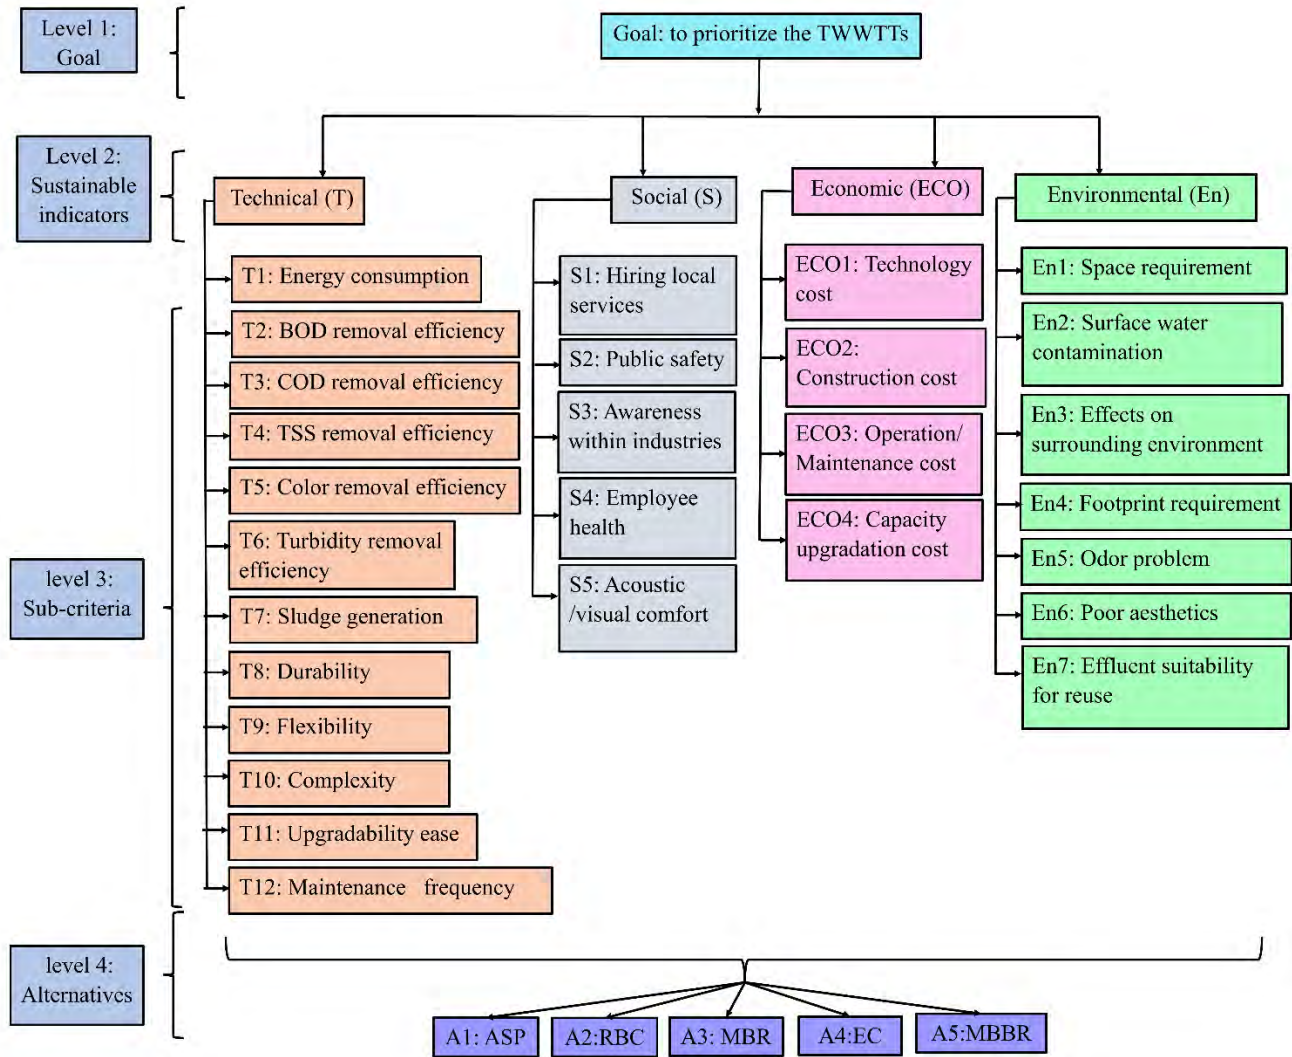 Level 1:
Goal
Goal: to prioritize the TWWTTs
Level 2:
Sustainable
indicators
Technical (T)
Social (S)
Economic (ECO)
Environmental (En)
level 3:
Sub-criteria
T1: Energy consumption
T2: BOD removal efficiency
T3: COD removal efficiency
T4: TSS removal efficiency
T5: Color removal efficiency
T6: Turbidity removal
efficiency
T7: Sludge generation
T8: Durability
T9: Flexibility
T10: Complexity
T11: Upgradability ease
T12: Maintenance frequency
S1: Hiring local
services
S2: Public safety
S3: Awareness
within industries
S4: Employee
health
S5: Acoustic
/visual comfort
ECO1: Technology
cost
ECO2:
Construction cost
ECO3: Operation/
Maintenance cost
ECO4: Capacity
upgradation cost
En1: Space requirement
En2: Surface water
contamination
En3: Effects on
surrounding environment
En4: Footprint requirement
En5: Odor problem
En6: Poor aesthetics
En7: Effluent suitability
for reuse
level 4:
Alternatives
A1: ASP
A2:RBC
A3: MBR
A4:EC
A5:MBBR